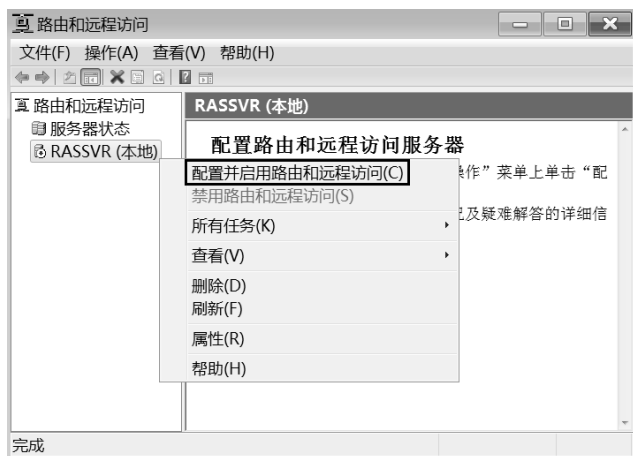 路由和远程访问
文件(F) 操作(A) 查看(V) 帮助(H)
路由和远程访问
服务器状态
RASSVR (本地)
RASSVR (本地)
配置路由和远程访问服务器
操作”菜单上单击“配
及疑难解答的详细信
配置并启用路由和远程访问(C)
禁用路由和远程访问(S)
所有任务(K)
查看(V)
删除(D)
刷新(F)
属性(R)
帮助(H)
完成